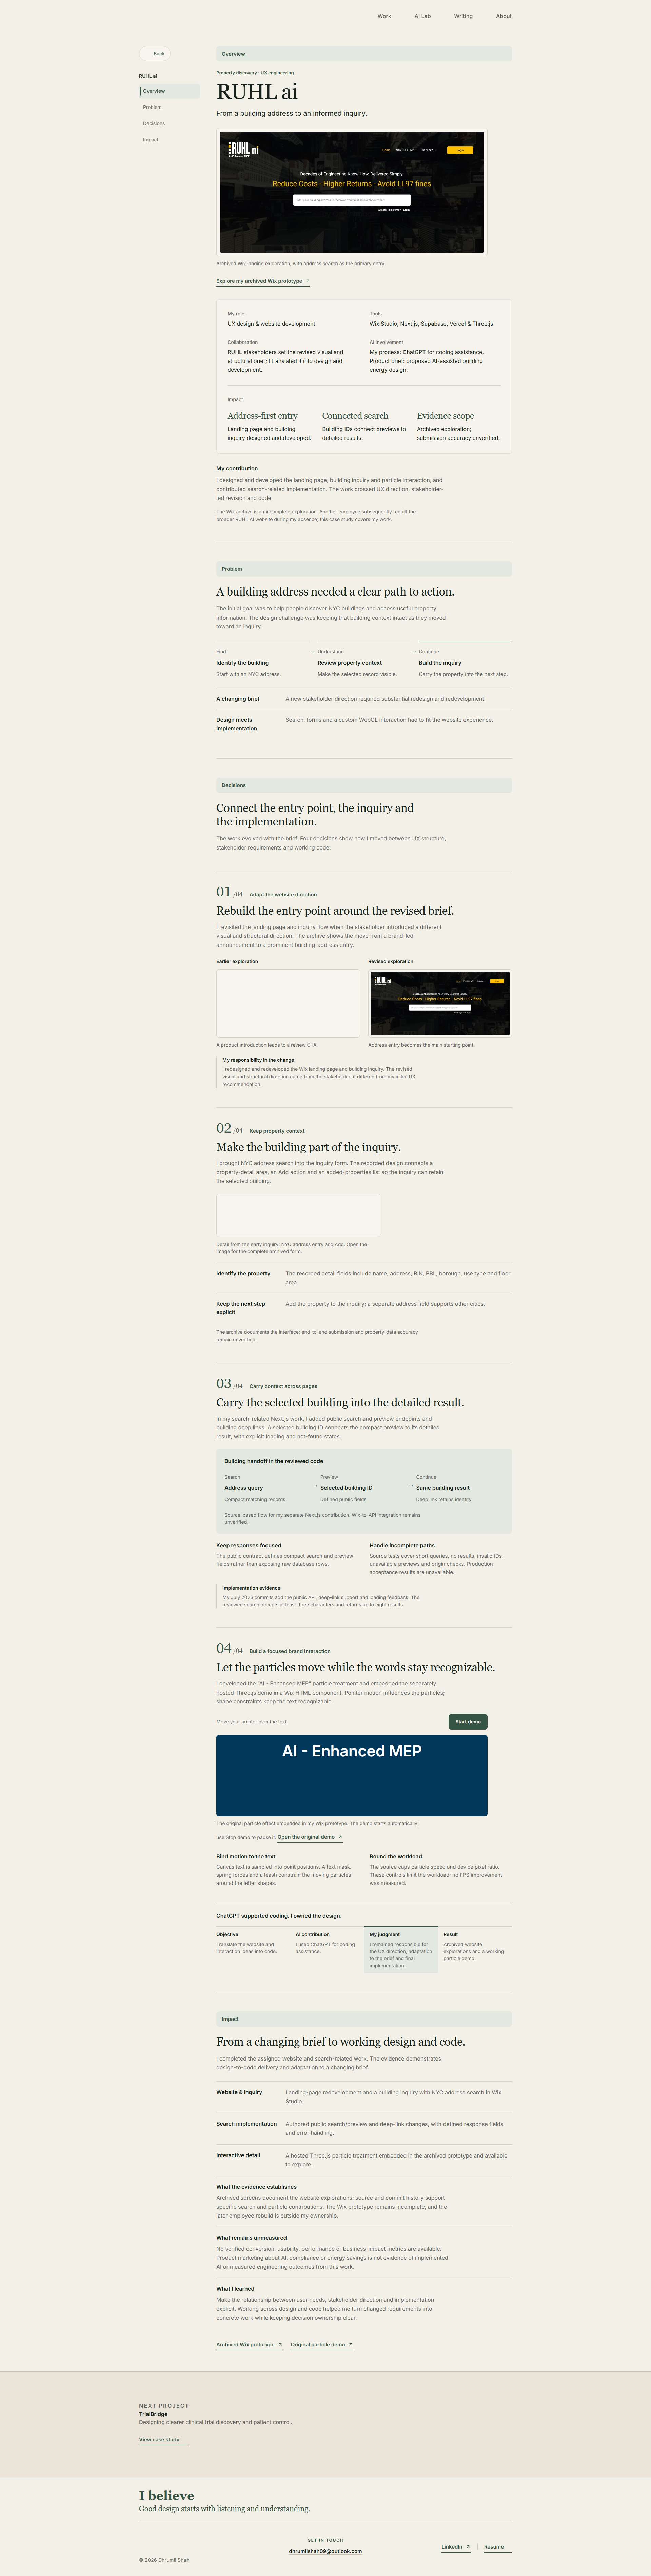 Work AI Lab Writing About
Back
RUHL ai
Overview
Problem
Decisions
Impact
Overview
Property discovery · UX engineering
RUHL ai
From a building address to an informed inquiry.
RUHL ai
Home Why RUHL AI? Services Login
Decades of Engineering Know-How, Delivered Simply.
Reduce Costs - Higher Returns - Avoid LL97 fines
Already Registered? Login
Archived Wix landing exploration, with address search as the primary entry.
Explore my archived Wix prototype ↗
My role
UX design & website development
Tools
Wix Studio, Next.js, Supabase, Vercel & Three.js
Collaboration
RUHL stakeholders set the revised visual and
structural brief; I translated it into design and
development.
AI involvement
My process: ChatGPT for coding assistance.
Product brief: proposed AI-assisted building
energy design.
Impact
Address-first entry
Landing page and building
inquiry designed and developed.
Connected search
Building IDs connect previews to
detailed results.
Evidence scope
Archived exploration;
submission accuracy unverified.
My contribution
I designed and developed the landing page, building inquiry and particle interaction, and
contributed search-related implementation. The work crossed UX direction, stakeholder-
led revision and code.
The Wix archive is an incomplete exploration. Another employee subsequently rebuilt the
broader RUHL AI website during my absence; this case study covers my work.
Problem
A building address needed a clear path to action.
The initial goal was to help people discover NYC buildings and access useful property
information. The design challenge was keeping that building context intact as they moved
toward an inquiry.
Find
Identify the building
Start with an NYC address.
→ Understand
Review property context
Make the selected record visible.
→ Continue
Build the inquiry
Carry the property into the next step.
A changing brief
A new stakeholder direction required substantial redesign and redevelopment.
Design meets
implementation
Search, forms and a custom WebGL interaction had to fit the website experience.
Decisions
Connect the entry point, the inquiry and
the implementation.
The work evolved with the brief. Four decisions show how I moved between UX structure,
stakeholder requirements and working code.
01 /04 Adapt the website direction
Rebuild the entry point around the revised brief.
I revisited the landing page and inquiry flow when the stakeholder introduced a different
visual and structural direction. The archive shows the move from a brand-led
announcement to a prominent building-address entry.
Earlier exploration
A product introduction leads to a review CTA.
Revised exploration
RUHL ai
Reduce Costs - Higher Returns - Avoid LL97 fines
Address entry becomes the main starting point.
My responsibility in the change
I redesigned and redeveloped the Wix landing page and building inquiry. The revised
visual and structural direction came from the stakeholder; it differed from my initial UX
recommendation.
02 /04 Keep property context
Make the building part of the inquiry.
I brought NYC address search into the inquiry form. The recorded design connects a
property-detail area, an Add action and an added-properties list so the inquiry can retain
the selected building.
Detail from the early inquiry: NYC address entry and Add. Open the
image for the complete archived form.
Identify the property
The recorded detail fields include name, address, BIN, BBL, borough, use type and floor
area.
Keep the next step
explicit
Add the property to the inquiry; a separate address field supports other cities.
The archive documents the interface; end-to-end submission and property-data accuracy
remain unverified.
03 /04 Carry context across pages
Carry the selected building into the detailed result.
In my search-related Next.js work, I added public search and preview endpoints and
building deep links. A selected building ID connects the compact preview to its detailed
result, with explicit loading and not-found states.
Building handoff in the reviewed code
Search
Address query
Compact matching records
→
Preview
Selected building ID
Defined public fields
→
Continue
Same building result
Deep link retains identity
Source-based flow for my separate Next.js contribution. Wix-to-API integration remains
unverified.
Keep responses focused
The public contract defines compact search and preview
fields rather than exposing raw database rows.
Handle incomplete paths
Source tests cover short queries, no results, invalid IDs,
unavailable previews and origin checks. Production
acceptance results are unavailable.
Implementation evidence
My July 2026 commits add the public API, deep-link support and loading feedback. The
reviewed search accepts at least three characters and returns up to eight results.
04 /04 Build a focused brand interaction
Let the particles move while the words stay recognizable.
I developed the "AI - Enhanced MEP" particle treatment and embedded the separately
hosted Three.js demo in a Wix HTML component. Pointer motion influences the particles;
shape constraints keep the text recognizable.
Move your pointer over the text.
Start demo
AI - Enhanced MEP
The original particle effect embedded in my Wix prototype. The demo starts automatically;
use Stop demo to pause it. Open the original demo ↗
Bind motion to the text
Canvas text is sampled into point positions. A text mask,
spring forces and a leash constrain the moving particles
around the letter shapes.
Bound the workload
The source caps particle speed and device pixel ratio.
These controls limit the workload; no FPS improvement
was measured.
ChatGPT supported coding. I owned the design.
Objective
Translate the website and
interaction ideas into code.
AI contribution
I used ChatGPT for coding
assistance.
My judgment
I remained responsible for
the UX direction, adaptation
to the brief and final
implementation.
Result
Archived website
explorations and a working
particle demo.
Impact
From a changing brief to working design and code.
I completed the assigned website and search-related work. The evidence demonstrates
design-to-code delivery and adaptation to a changing brief.
Website & inquiry
Landing-page redevelopment and a building inquiry with NYC address search in Wix
Studio.
Search implementation
Authored public search/preview and deep-link changes, with defined response fields
and error handling.
Interactive detail
A hosted Three.js particle treatment embedded in the archived prototype and available
to explore.
What the evidence establishes
Archived screens document the website explorations; source and commit history support
specific search and particle contributions. The Wix prototype remains incomplete, and the
later employee rebuild is outside my ownership.
What remains unmeasured
No verified conversion, usability, performance or business-impact metrics are available.
Product marketing about AI, compliance or energy savings is not evidence of implemented
AI or measured engineering outcomes from this work.
What I learned
Make the relationship between user needs, stakeholder direction and implementation
explicit. Working across design and code helped me turn changed requirements into
concrete work while keeping decision ownership clear.
Archived Wix prototype ↗ Original particle demo ↗
NEXT PROJECT
TrialBridge
Designing clearer clinical trial discovery and patient control.
View case study
I believe
Good design starts with listening and understanding.
GET IN TOUCH
dhrumilshah09@outlook.com
LinkedIn ↗ Resume
© 2026 Dhrumil Shah